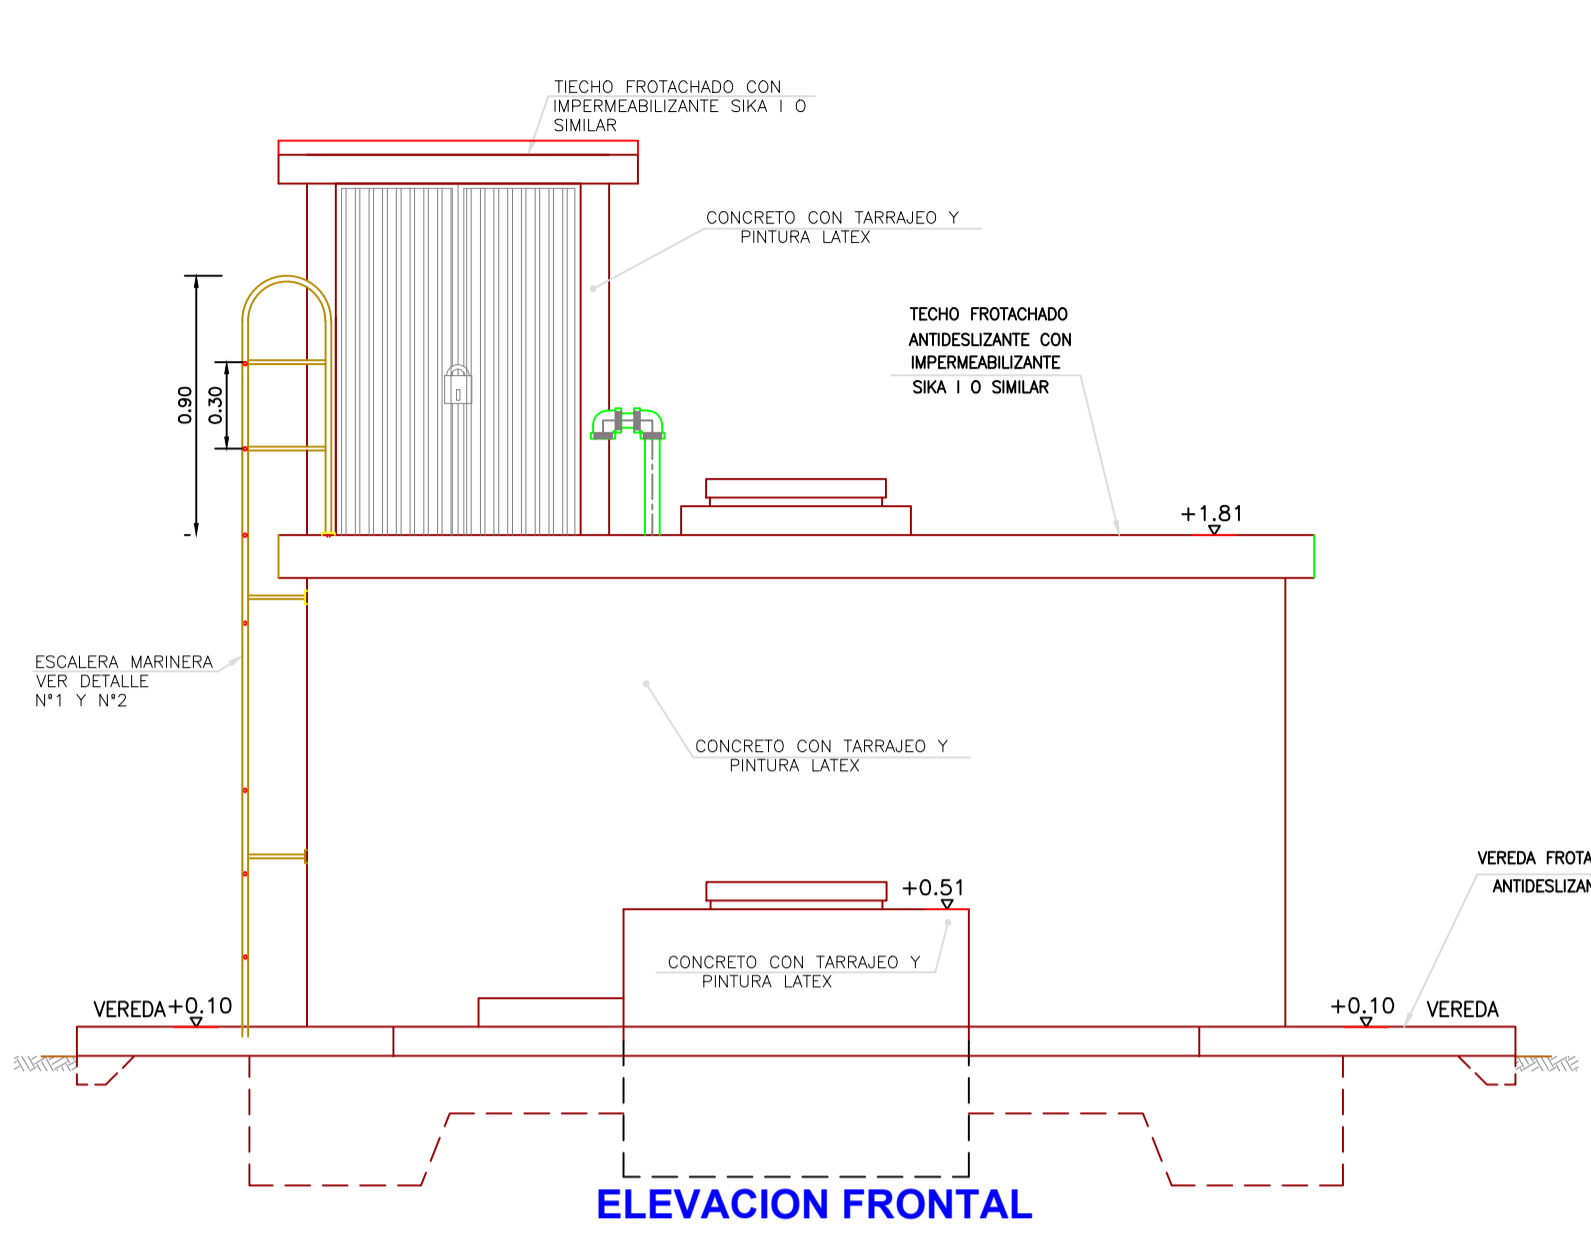 TIECHO FROTACHADO CON
IMPERMEABILIZANTE SIKA I O
SIMILAR
CONCRETO CON TARRAJEO Y
PINTURA LATEX
TECHO FROTACHADO
ANTIDESLIZANTE CON
IMPERMEABILIZANTE
SIKA I O SIMILAR
0.90
0.30
+1.81
ESCALERA MARINERA
VER DETALLE
N°1 Y N°2
CONCRETO CON TARRAJEO Y
PINTURA LATEX
VEREDA FROTA
ANTIDESLIZAN
+0.51
CONCRETO CON TARRAJEO Y
PINTURA LATEX
VEREDA +0.10
+0.10 VEREDA
ELEVACION FRONTAL